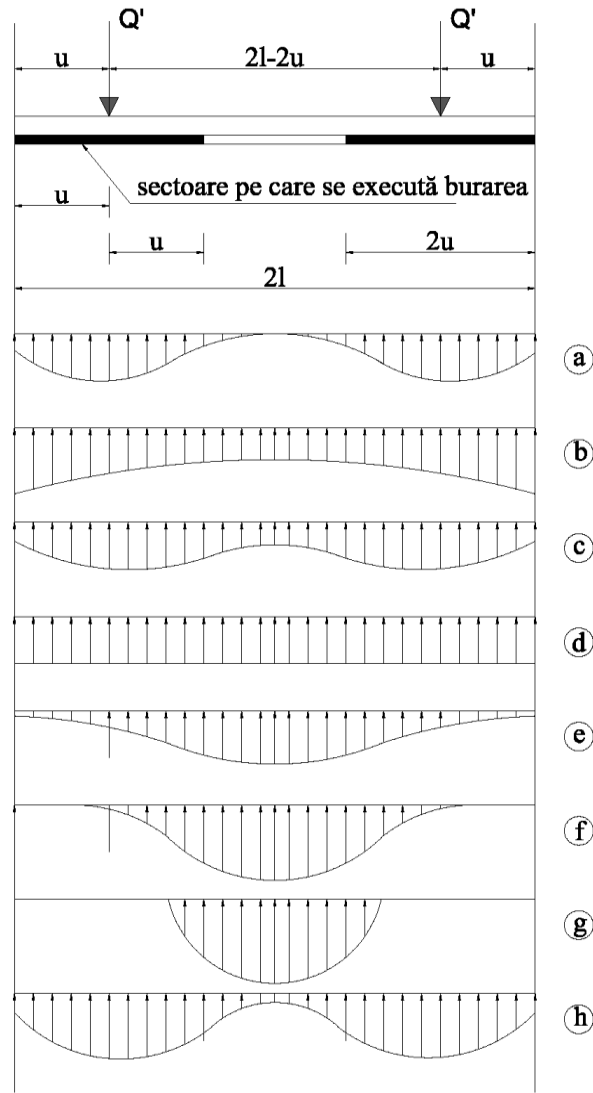 Q' Q'
u 2l-2u u
sectoare pe care se execută burarea
u
u 2u
2l
a
b
c
d
e
f
g
h